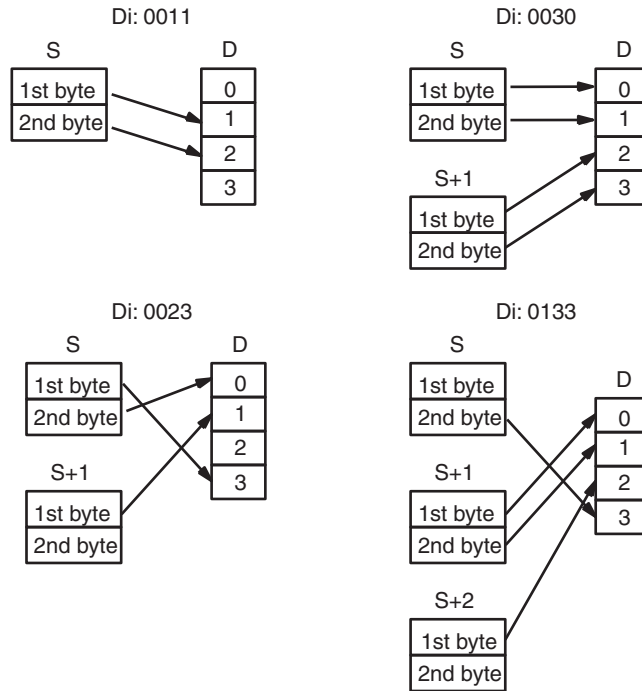 Di: 0011
S
D
1st byte
2nd byte
0
1
2
3
Di: 0030
S
D
1st byte
2nd byte
S+1
1st byte
2nd byte
0
1
2
3
Di: 0023
S
D
1st byte
2nd byte
S+1
1st byte
2nd byte
0
1
2
3
Di: 0133
S
D
1st byte
2nd byte
S+1
1st byte
2nd byte
S+2
1st byte
2nd byte
0
1
2
3